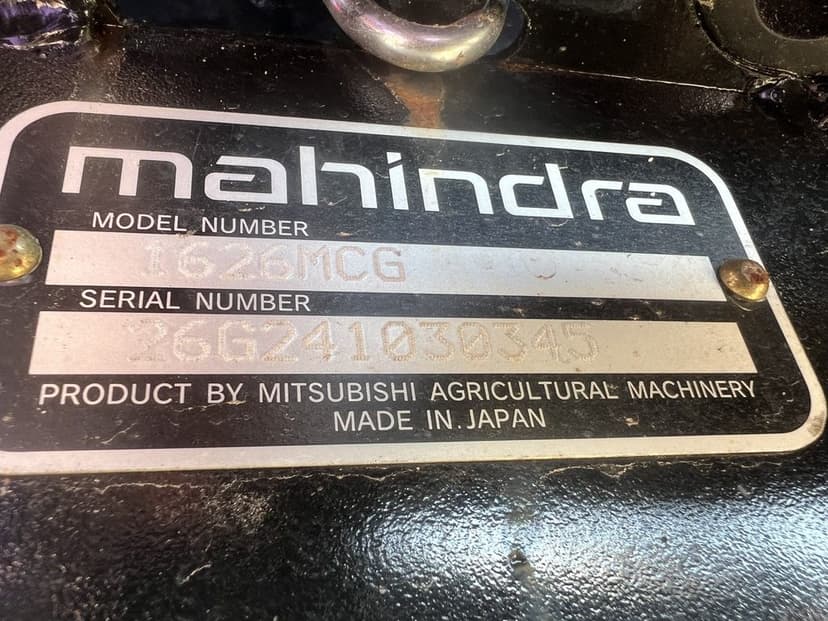 mahindra
MODEL NUMBER
1626MCG
SERIAL NUMBER
26G241030345
PRODUCT BY MITSUBISHI AGRICULTURAL MACHINERY
MADE IN.JAPAN